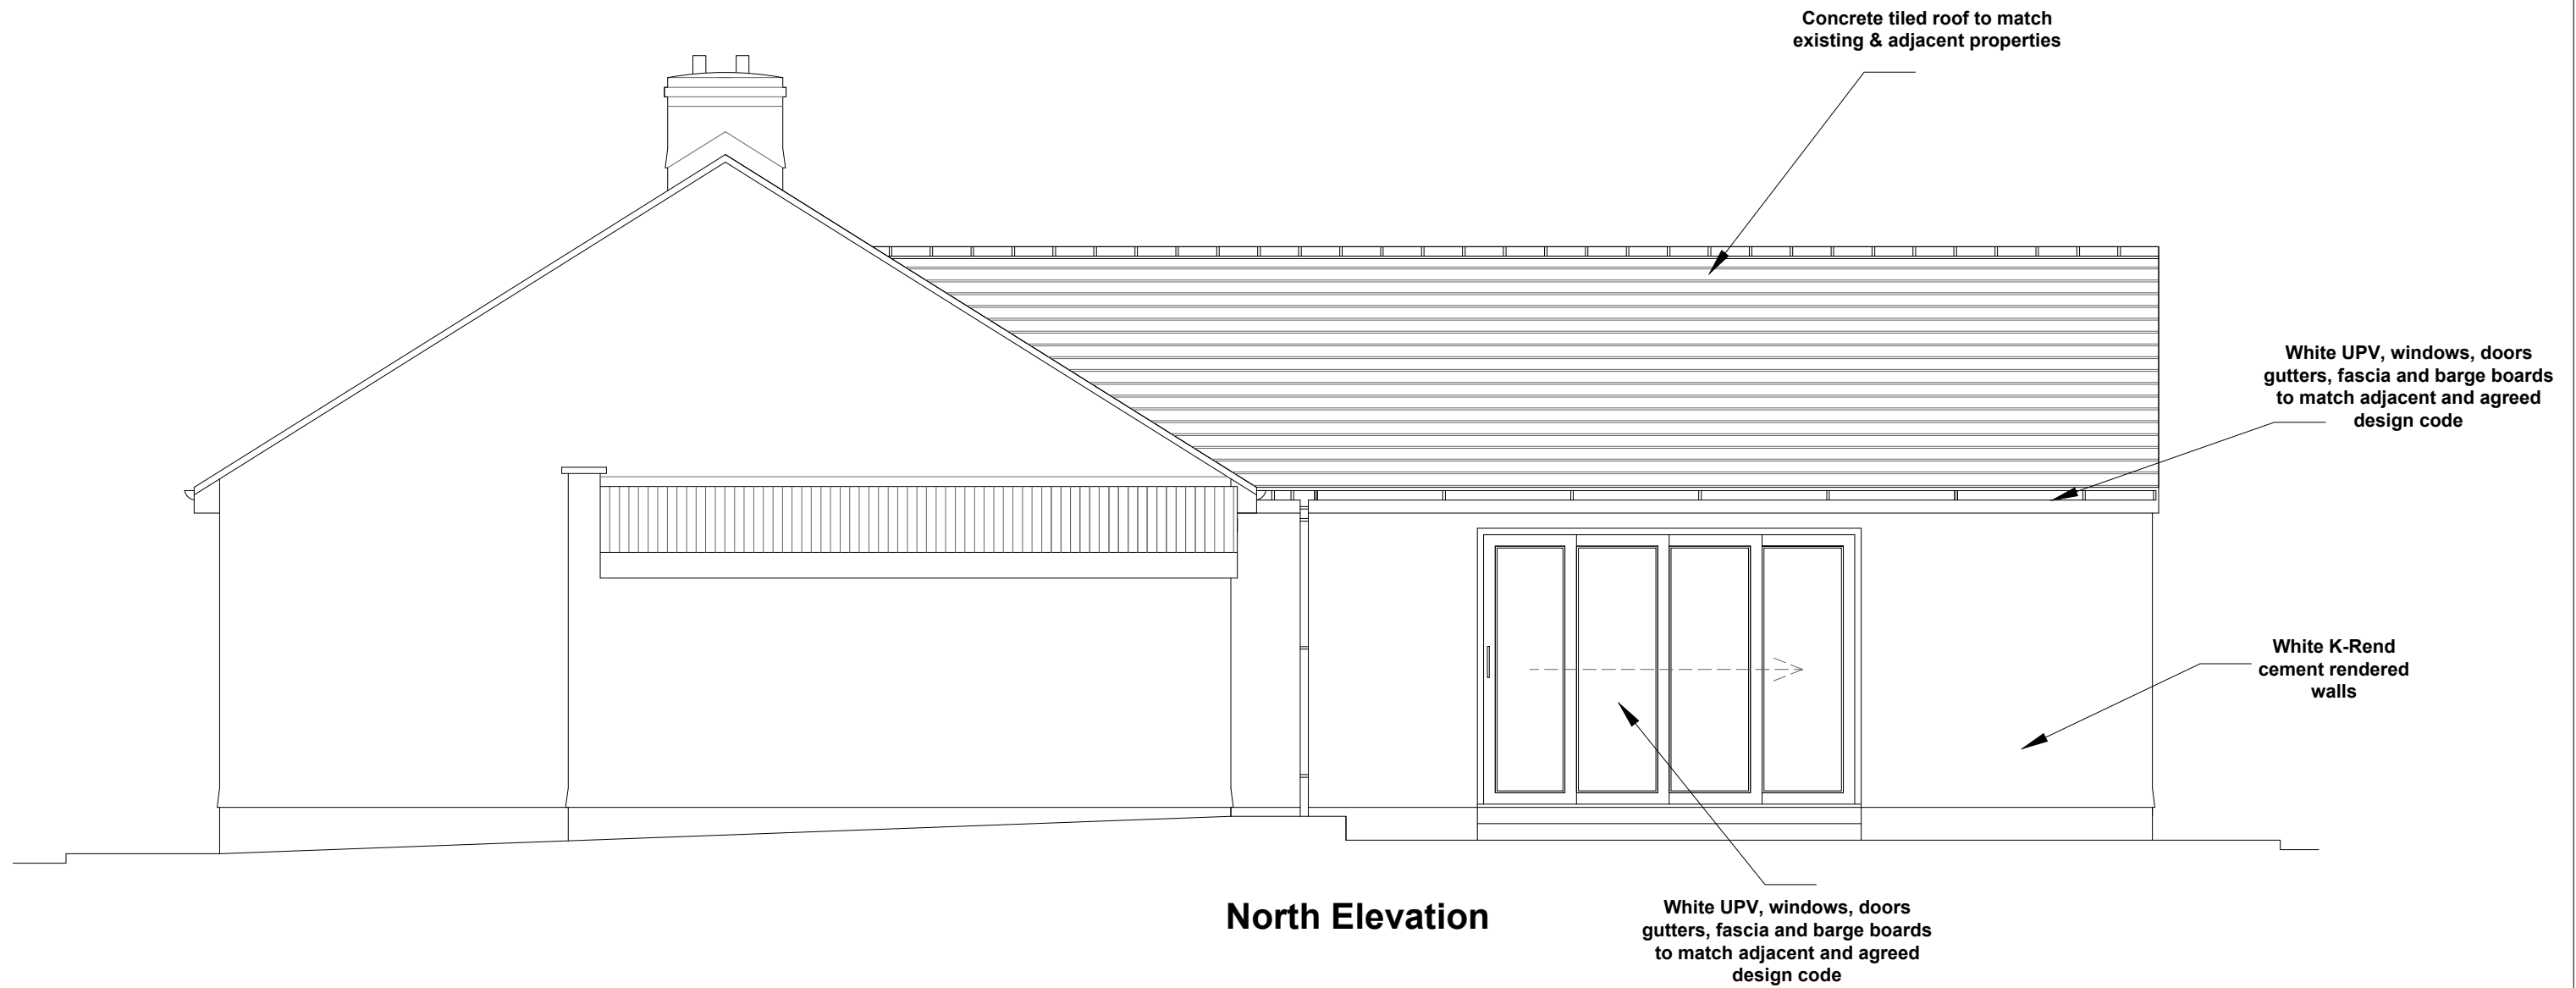 Concrete tiled roof to match
existing & adjacent properties
White UPV, windows, doors
gutters, fascia and barge boards
to match adjacent and agreed
design code
White K-Rend
cement rendered
walls
North Elevation
White UPV, windows, doors
gutters, fascia and barge boards
to match adjacent and agreed
design code